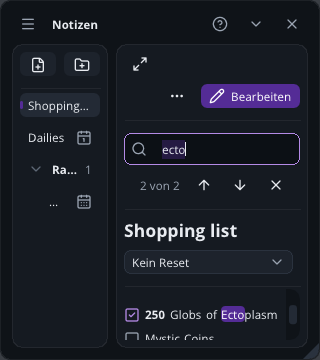 Notizen
Bearbeiten
Shopping...
Dailies
Ra... 1
...
ecto
2 von 2
Shopping list
Kein Reset
250 Globs of Ectoplasm
Mystic Coins